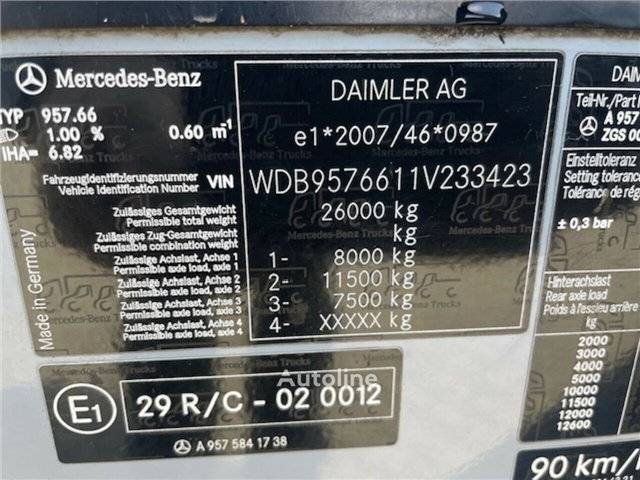 Mercedes-Benz
TYP 957.66
1.00 % 0.60 m⁻¹
IHA= 6.82
DAIMLER AG
e1*2007/46*0987
Fahrzeugidentifizierungsnummer
Vehicle Identification Number VIN
WDB9576611V233423
Zulässiges Gesamtgewicht
Permissible total weight
26000 kg
Zulässiges Zug-Gesamtgewicht
Permissible combination weight
kg
Zulässige Achslast, Achse 1
Permissible axle load, axle 1
1- 8000 kg
Zulässige Achslast, Achse 2
Permissible axle load, axle 2
2- 11500 kg
Zulässige Achslast, Achse 3
Permissible axle load, axle 3
3- 7500 kg
Zulässige Achslast, Achse 4
Permissible axle load, axle 4
4- XXXXX kg
Made in Germany
Mercedes-Benz Trucks
E1
29 R/C - 02 0012
A 957 584 17 38
Autoline
DAIM
Teil-Nr./Part
A 957
ZGS 00
Einstelltoleranz
Setting tolerance
Tolérance de rég
± 0,3 bar
Hinterachslast
Rear axle load
Poids à l'essieu arrière
kg
2000
3000
4000
5000
10000
11500
12000
12600
90 km/